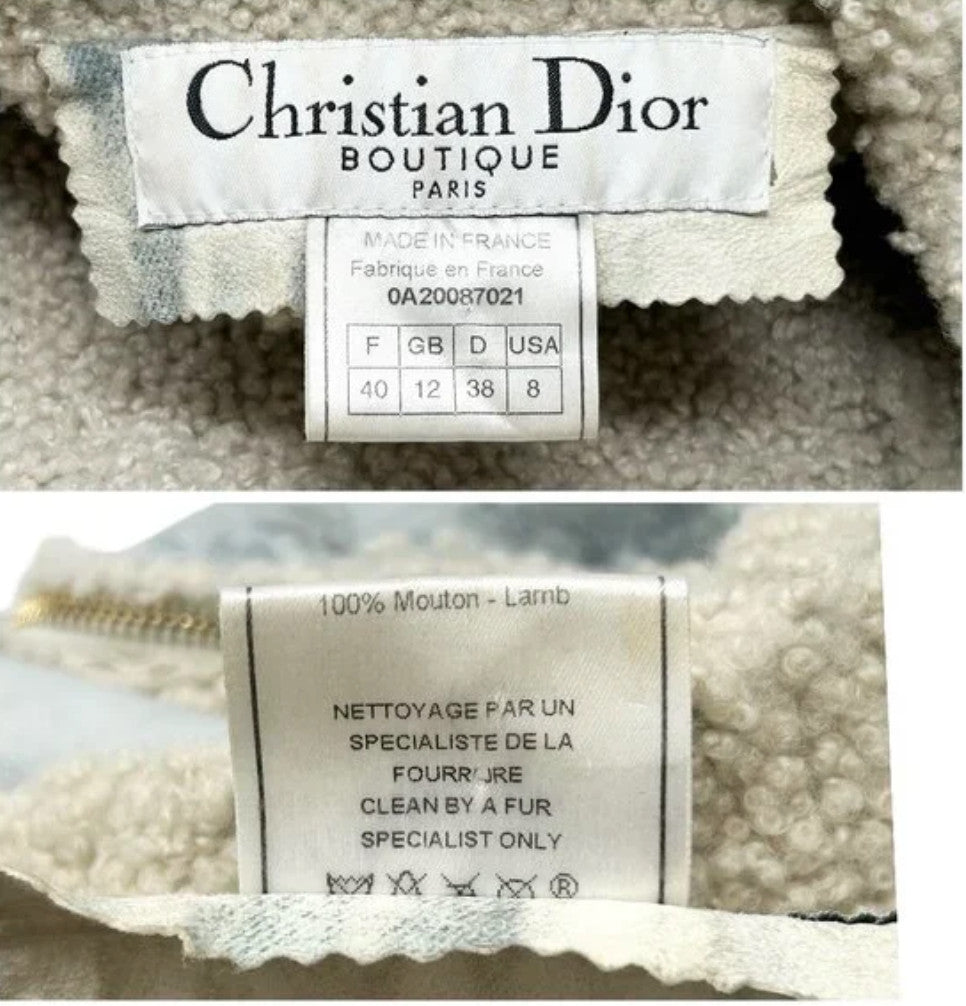 Christian Dior
BOUTIQUE
PARIS
MADE IN FRANCE
Fabrique en France
0A20087021
F GB D USA
40 12 38 8
100% Mouton - Lamb
NETTOYAGE PAR UN
SPECIALISTE DE LA
FOURRURE
CLEAN BY A FUR
SPECIALIST ONLY
®